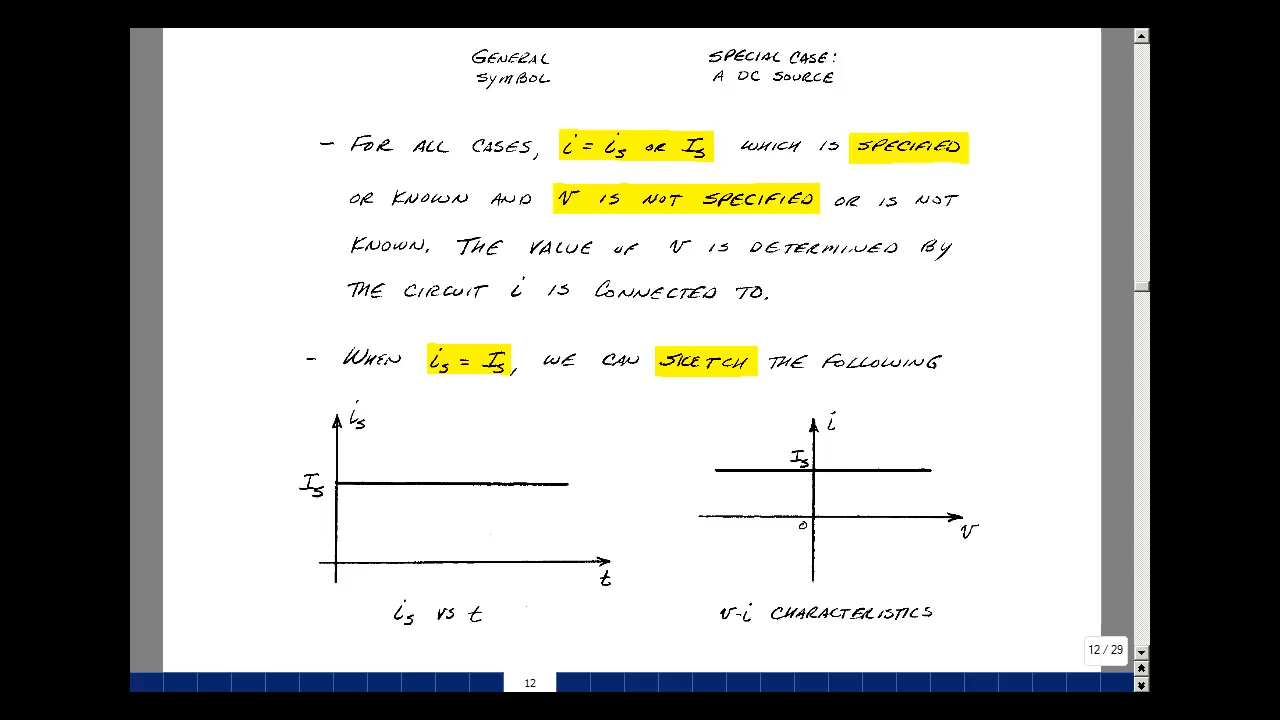 GENERAL SYMBOL
SPECIAL CASE: A DC SOURCE
- FOR ALL CASES, i = is OR Is WHICH IS SPECIFIED
OR KNOWN AND v IS NOT SPECIFIED OR IS NOT
KNOWN. THE VALUE OF v IS DETERMINED BY
THE CIRCUIT i IS CONNECTED TO.
- WHEN is = Is, WE CAN SKETCH THE FOLLOWING
is
Is
t
is vs t
i
Is
0
v
v-i CHARACTERISTICS
12 / 29
12